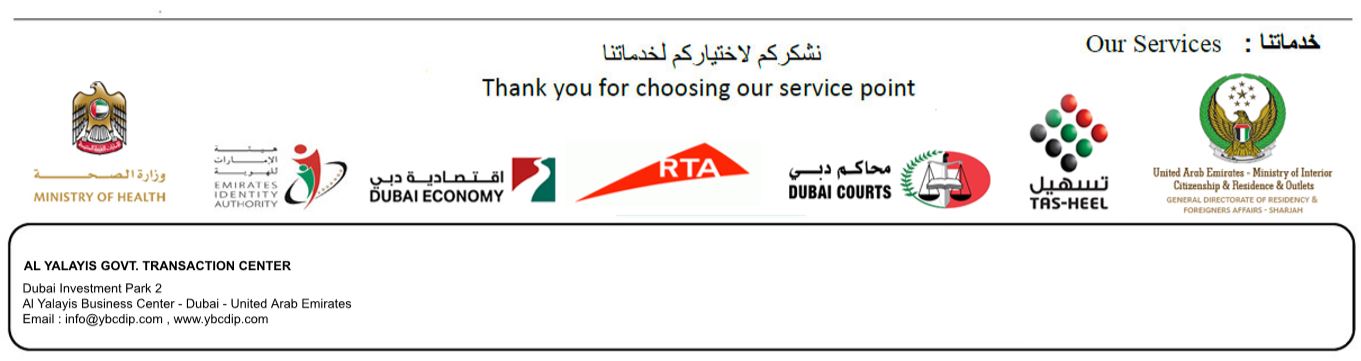 Our Services : خدماتنا
نشكركم لاختياركم لخدماتنا
Thank you for choosing our service point
وزارة الصحة
MINISTRY OF HEALTH
هيئة
الإمارات
للهوية
EMIRATES
IDENTITY
AUTHORITY
اقتصادية دبي
DUBAI ECONOMY
RTA
محاكم دبي
DUBAI COURTS
تسهيل
TAS-HEEL
United Arab Emirates - Ministry of Interior
Citizenship & Residence & Outlets
GENERAL DIRECTORATE OF RESIDENCY &
FOREIGNERS AFFAIRS - SHARJAH
AL YALAYIS GOVT. TRANSACTION CENTER
Dubai Investment Park 2
Al Yalayis Business Center - Dubai - United Arab Emirates
Email : info@ybcdip.com , www.ybcdip.com